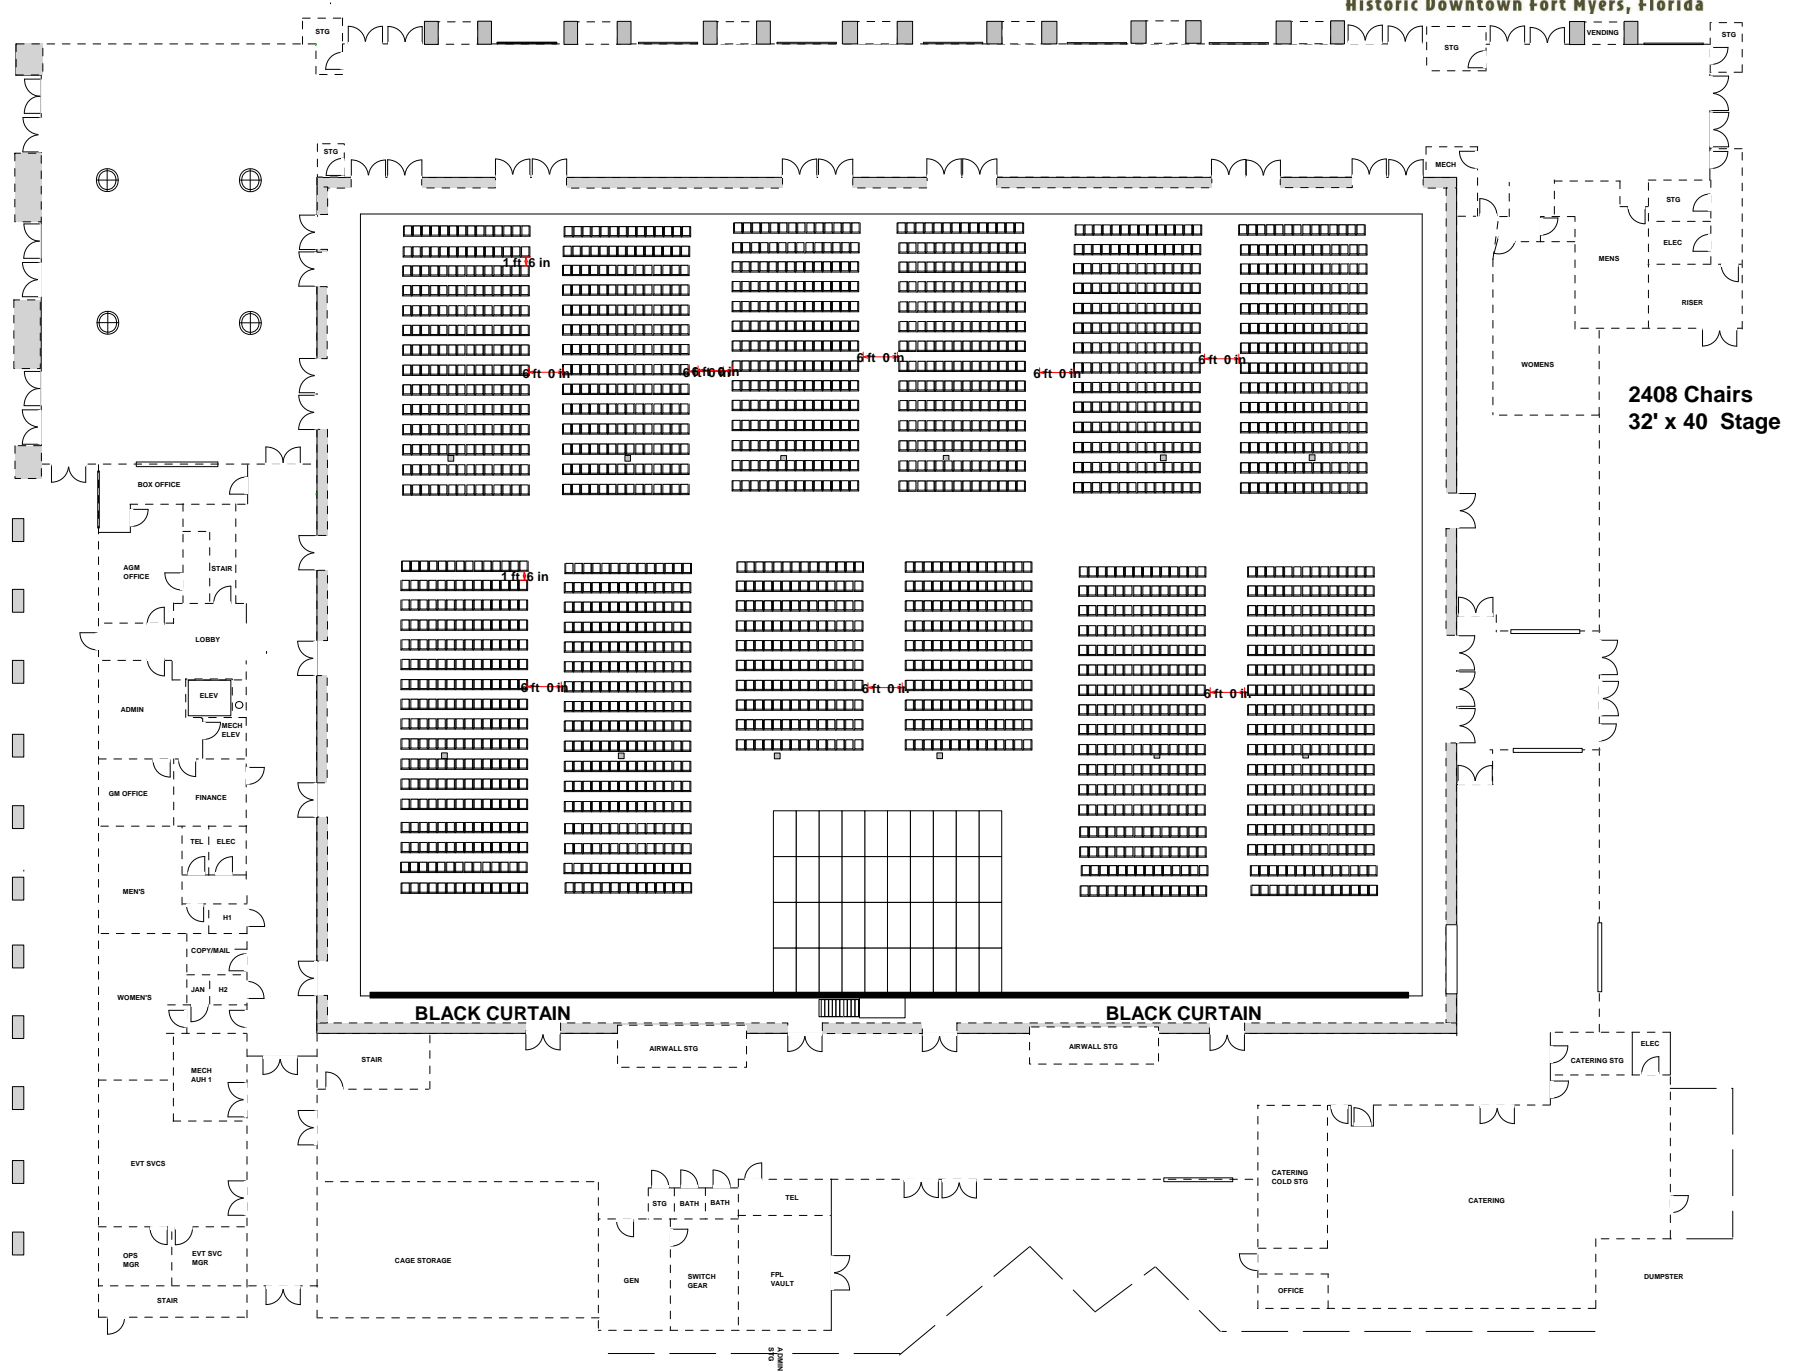 Historic Downtown Fort Myers, Florida
STG
VENDING
STG
STG
STG
MECH
STG
ELEC
MENS
RISER
WOMENS
1 ft 6 in
6 ft 0 in
6 ft 0 in
6 ft 0 in
6 ft 0 in
6 ft 0 in
2408 Chairs
32' x 40 Stage
BOX OFFICE
AGM
OFFICE
STAIR
1 ft 6 in
LOBBY
ELEV
ADMIN
MECH
ELEV
6 ft 0 in
6 ft 0 in
6 ft 0 in
GM OFFICE
FINANCE
TEL
ELEC
MEN'S
H1
COPY/MAIL
JAN
H2
WOMEN'S
BLACK CURTAIN
BLACK CURTAIN
AIRWALL STG
AIRWALL STG
STAIR
MECH
AUH 1
CATERING STG
ELEC
EVT SVCS
CATERING
COLD STG
CATERING
STG
BATH
BATH
TEL
OPS
MGR
EVT SVC
MGR
CAGE STORAGE
GEN
SWITCH
GEAR
FPL
VAULT
OFFICE
DUMPSTER
STAIR
ADMIN
STG